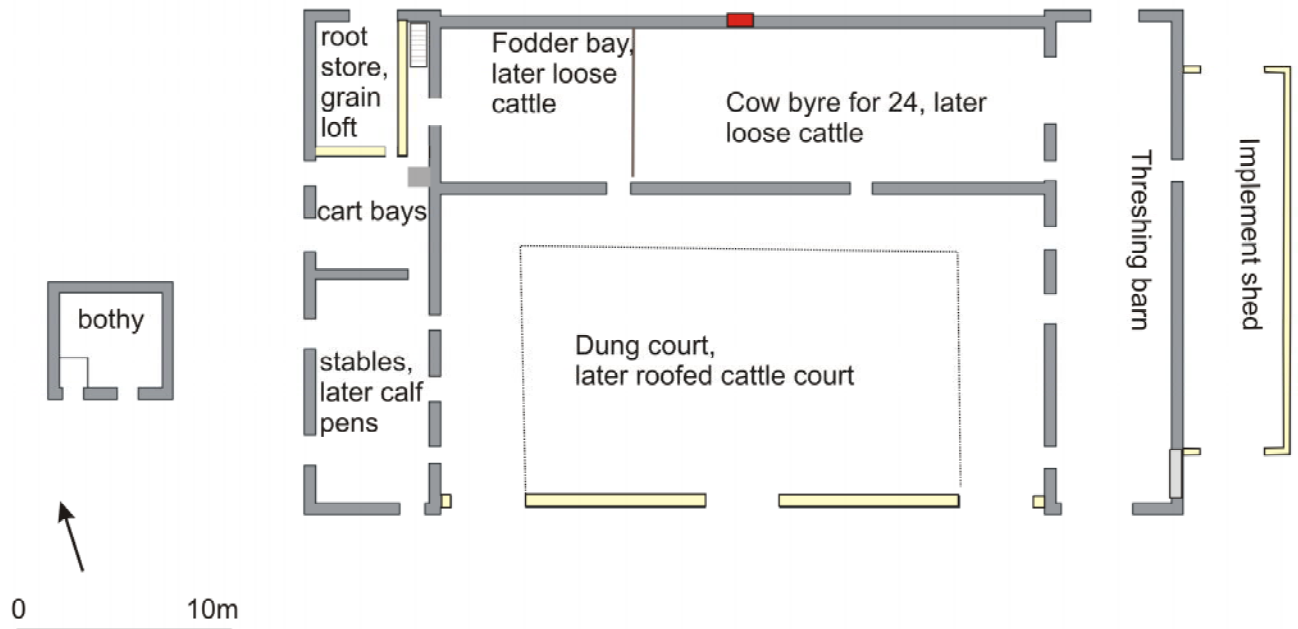 root
store,
grain
loft
Fodder bay,
later loose
cattle
Cow byre for 24, later
loose cattle
Threshing barn
Implement shed
cart bays
bothy
stables,
later calf
pens
Dung court,
later roofed cattle court
0 10m